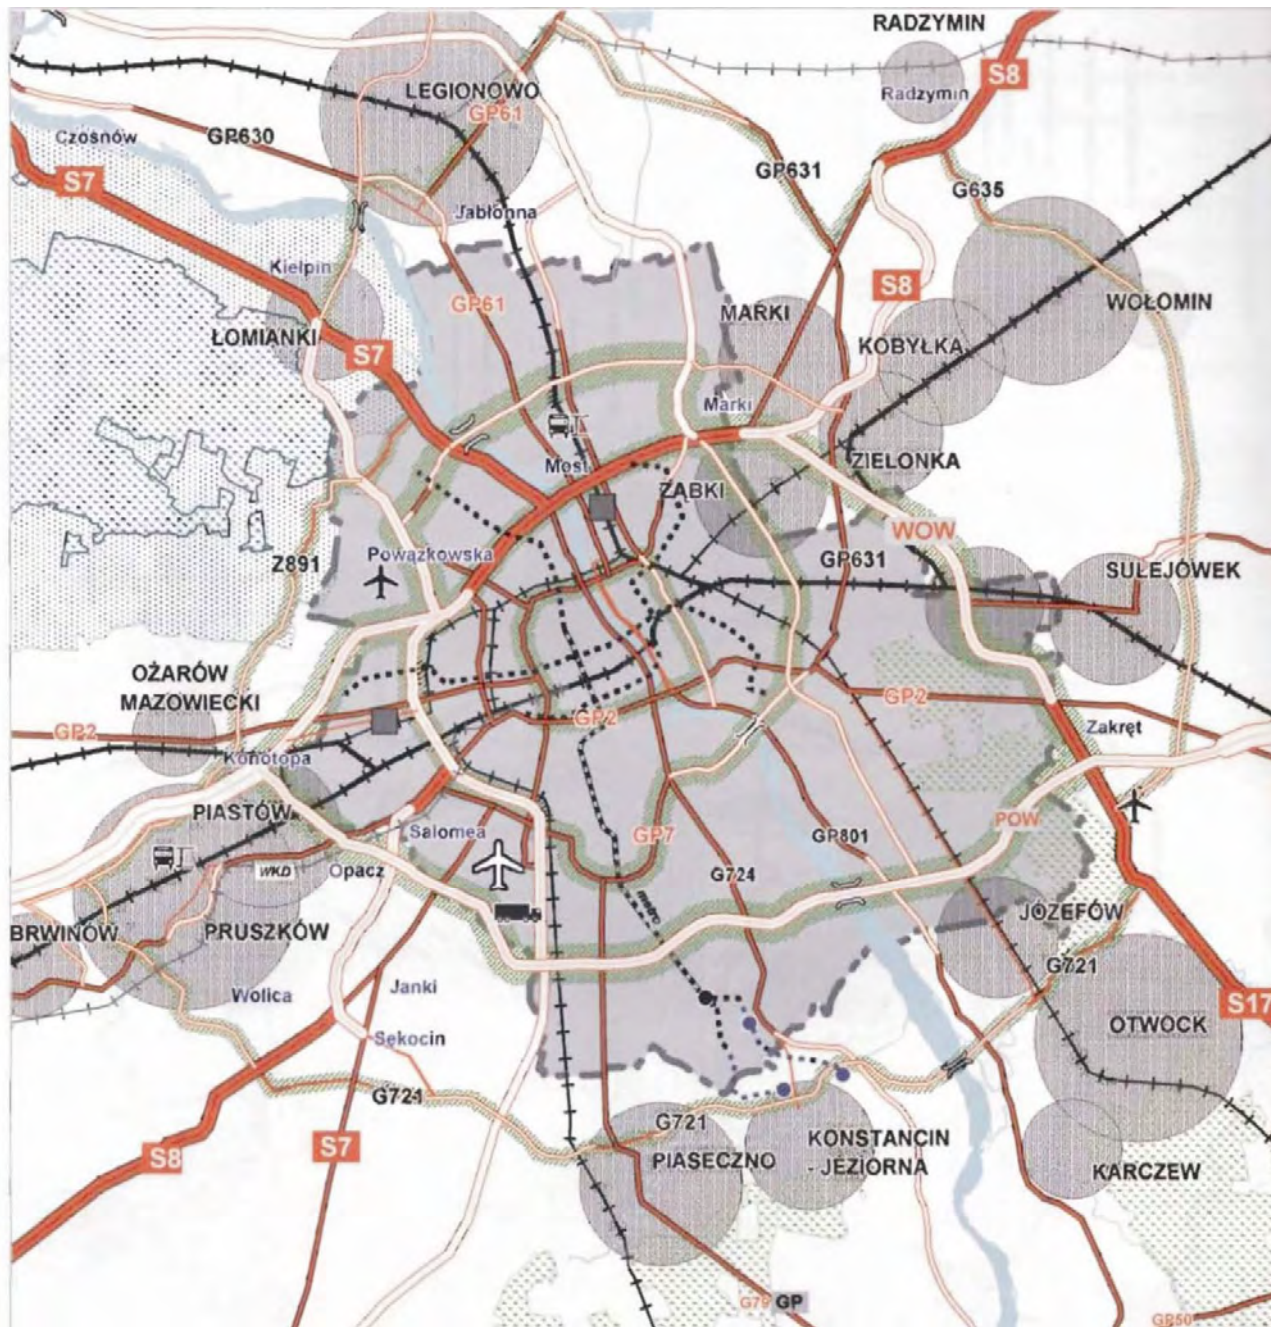 RADZYMIN
S8
Radzymin
LEGIONOWO
GP61
GP630
Czosnów
S7
GP631
G635
Jabłonna
Kiełpin
S8
GP61
MARKI
WOŁOMIN
ŁOMIANKI
S7
KOBYŁKA
Marki
Most
ZIELONKA
ZĄBKI
WOW
Powązkowska
Z891
GP631
SULEJÓWEK
OŻARÓW
MAZOWIECKI
GP2
GP2
GP2
Zakręt
Konotopa
PIASTÓW
Salomea
GP7
GP801
POW
WKD
Opacz
G724
metro
BRWINÓW
PRUSZKÓW
JÓZEFÓW
G721
Wolica
Janki
S17
OTWOCK
Sękocin
G721
G721
S8
S7
PIASECZNO
KONSTANCIN
- JEZIORNA
KARCZEW
G79 GP
GP50